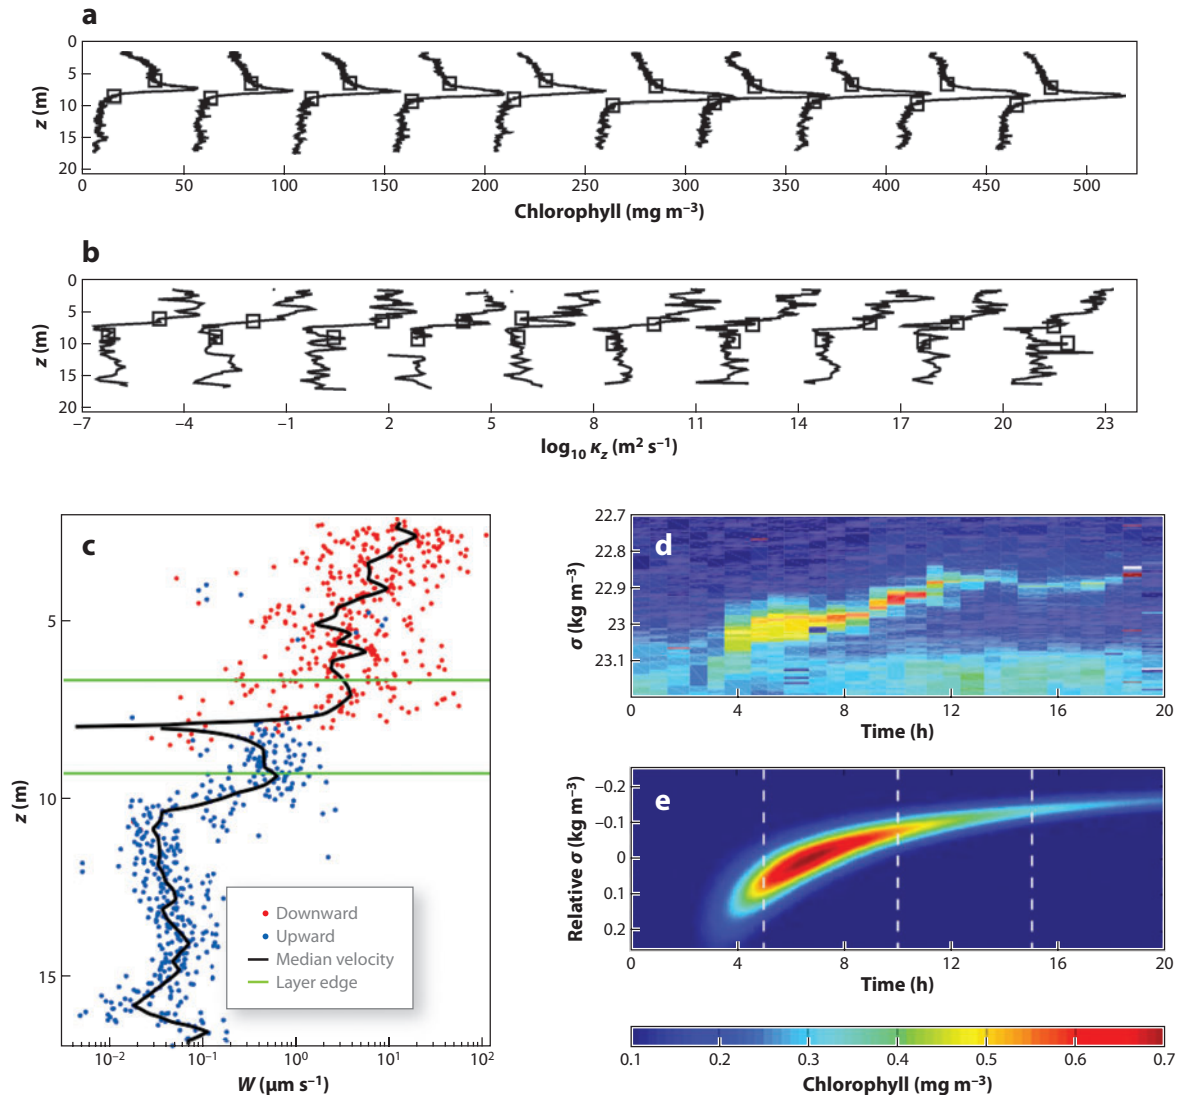 a
0
5
10
15
20
z (m)
0 50 100 150 200 250 300 350 400 450 500
Chlorophyll (mg m⁻³)
b
0
5
10
15
20
z (m)
−7 −4 −1 2 5 8 11 14 17 20 23
log₁₀ κz (m² s⁻¹)
c
5
10
15
z (m)
Downward
Upward
Median velocity
Layer edge
10⁻² 10⁻¹ 10⁰ 10¹ 10²
W (μm s⁻¹)
d
22.7
22.8
22.9
23
23.1
σ (kg m⁻³)
0 4 8 12 16 20
Time (h)
e
−0.2
−0.1
0
0.1
0.2
Relative σ (kg m⁻³)
0 4 8 12 16 20
Time (h)
0.1 0.2 0.3 0.4 0.5 0.6 0.7
Chlorophyll (mg m⁻³)